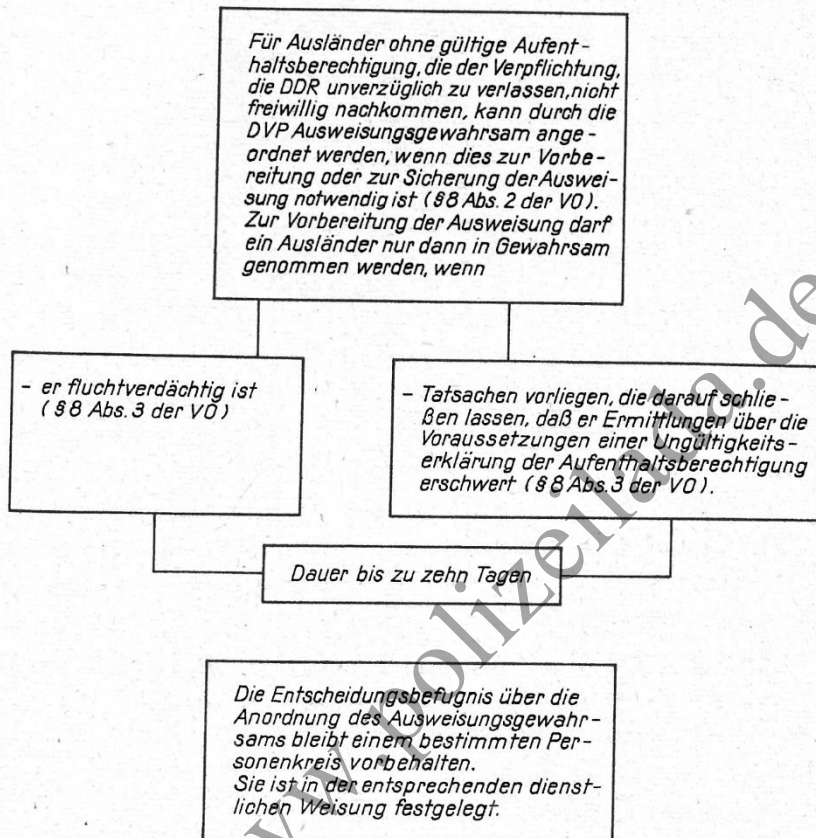 Für Ausländer ohne gültige Aufent-
haltsberechtigung, die der Verpflichtung,
die DDR unverzüglich zu verlassen, nicht
freiwillig nachkommen, kann durch die
DVP Ausweisungsgewahrsam ange-
ordnet werden, wenn dies zur Vorbe-
reitung oder zur Sicherung der Auswei-
sung notwendig ist (§8 Abs. 2 der VO).
Zur Vorbereitung der Ausweisung darf
ein Ausländer nur dann in Gewahrsam
genommen werden, wenn
- er fluchtverdächtig ist
(§8 Abs. 3 der VO)
- Tatsachen vorliegen, die darauf schlie-
ßen lassen, daß er Ermittlungen über die
Voraussetzungen einer Ungültigkeits-
erklärung der Aufenthaltsberechtigung
erschwert (§8 Abs. 3 der VO).
Dauer bis zu zehn Tagen
Die Entscheidungsbefugnis über die
Anordnung des Ausweisungsgewahr-
sams bleibt einem bestimmten Per-
sonenkreis vorbehalten.
Sie ist in der entsprechenden dienst-
lichen Weisung festgelegt.
www.polizeilada.de